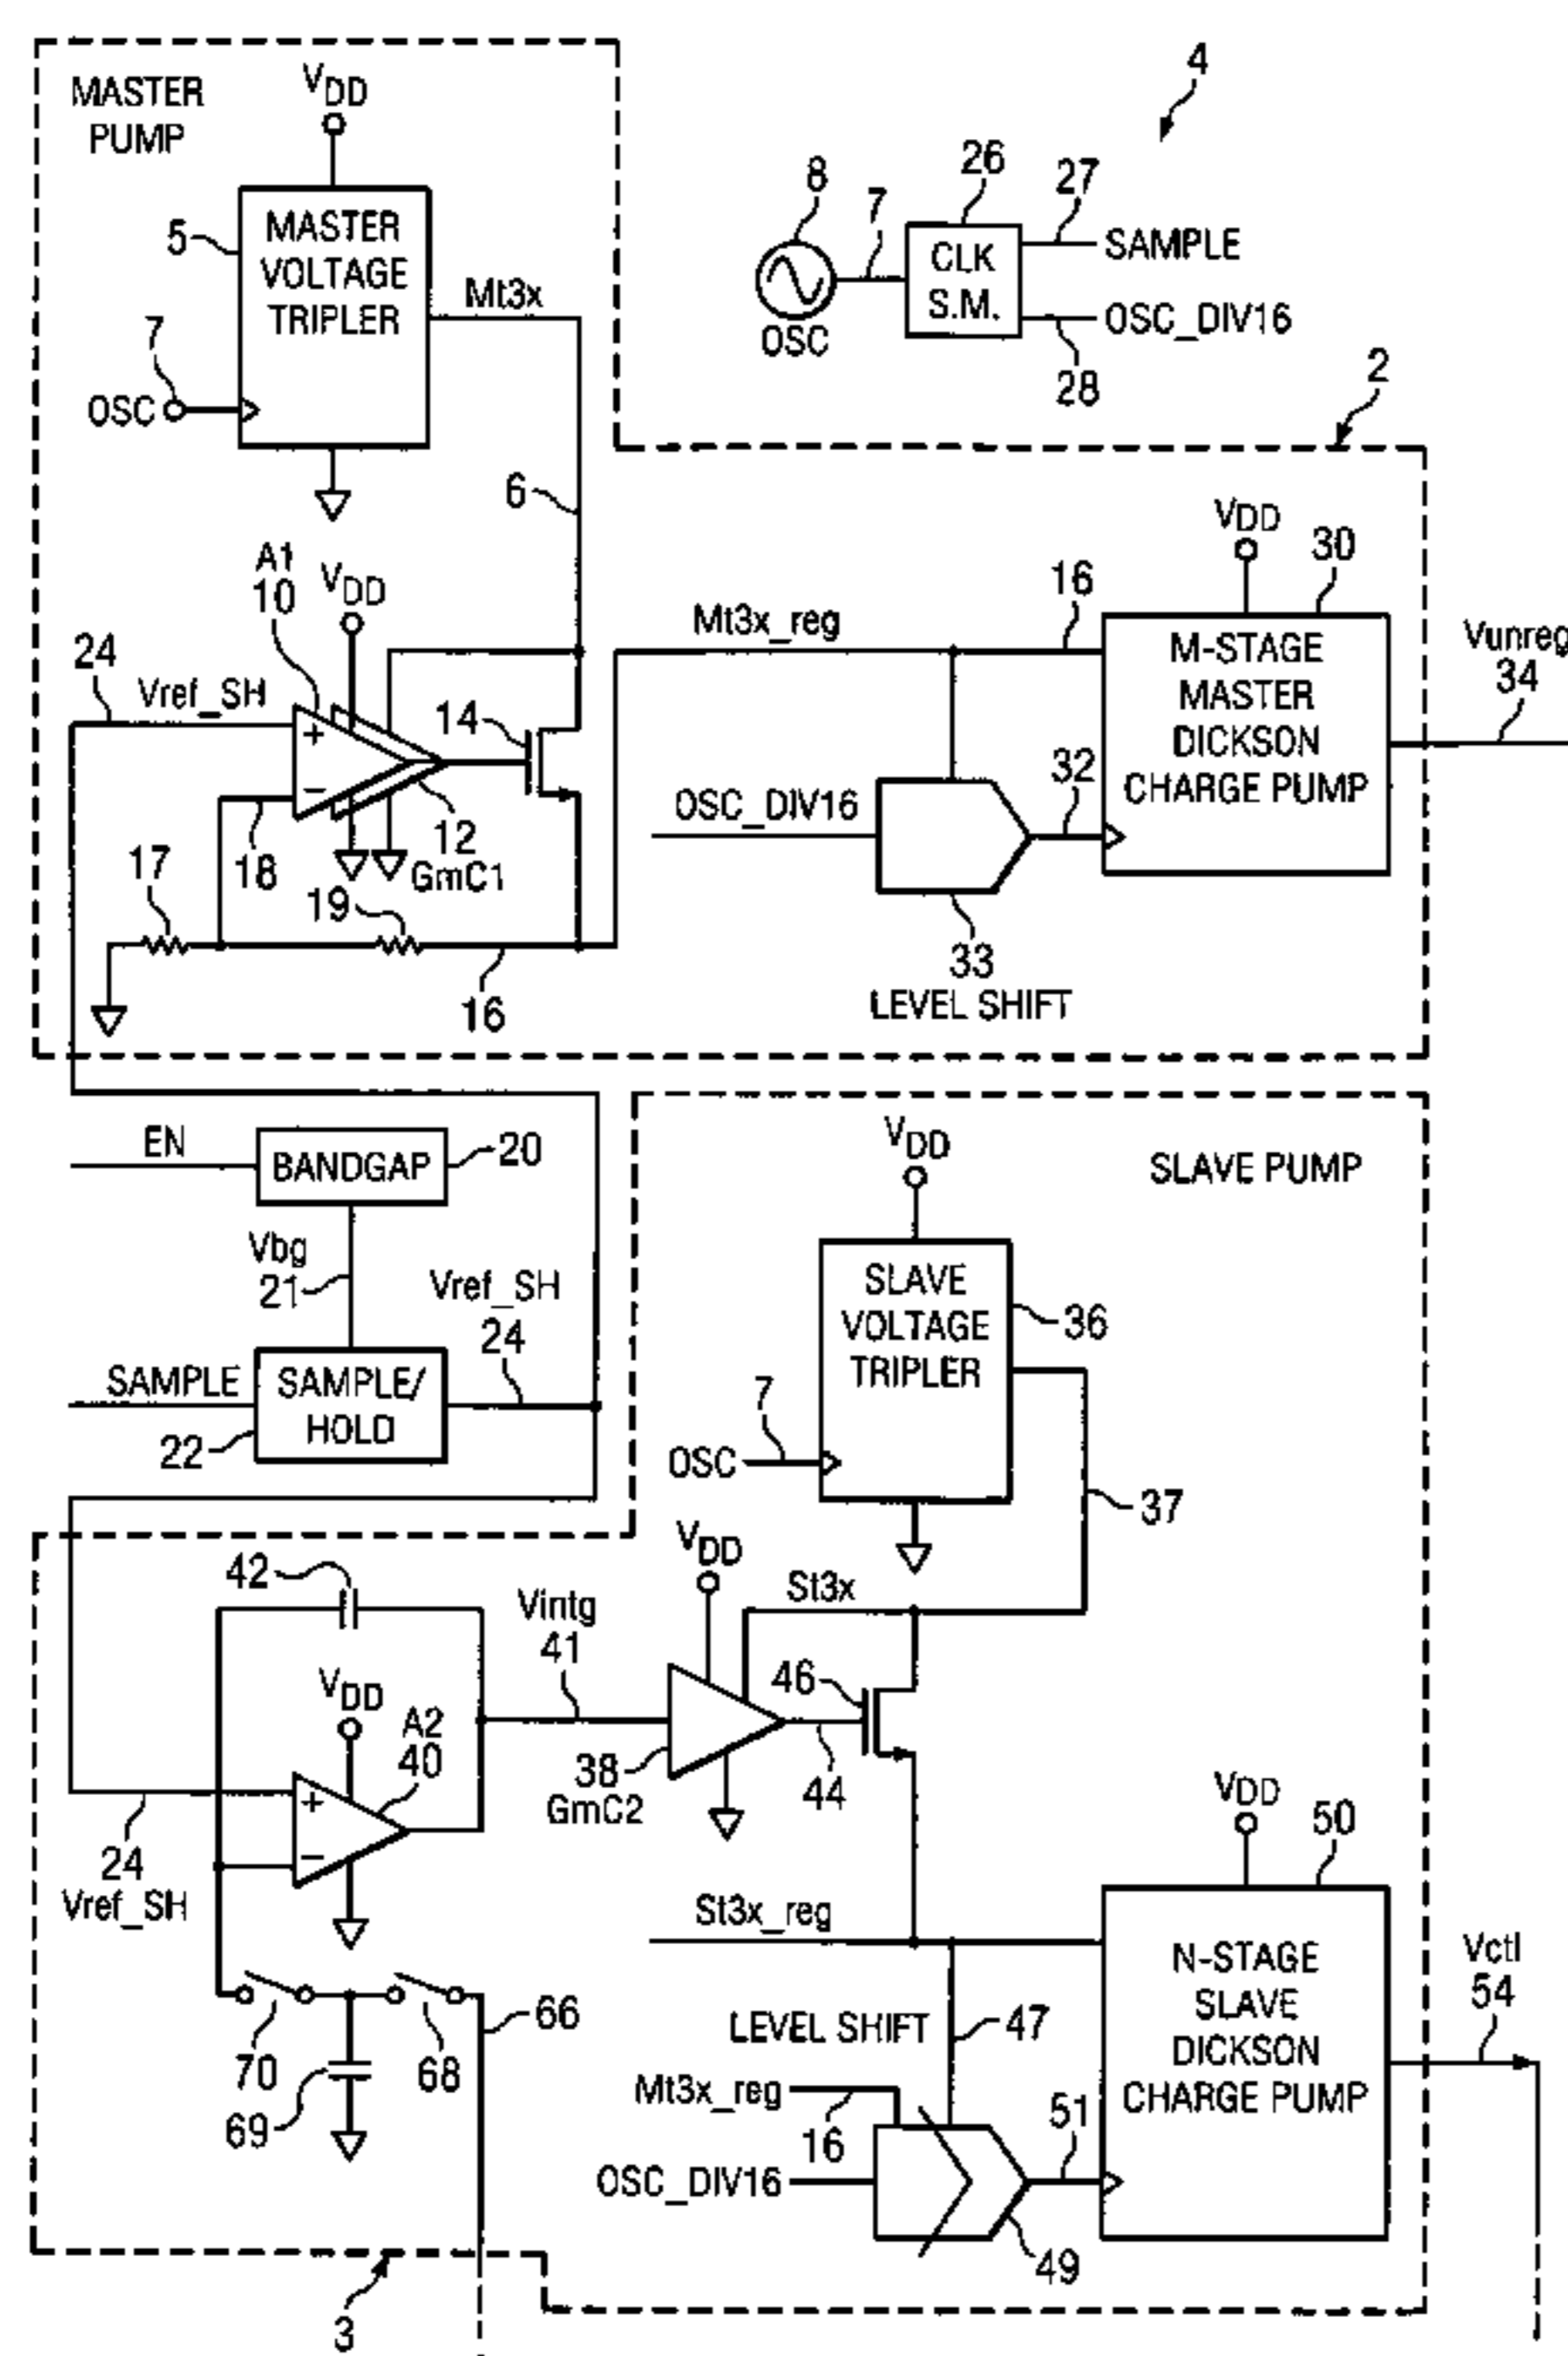 MASTER
PUMP
VDD
4
8
7
26
27
5
MASTER
VOLTAGE
TRIPLER
Mt3x
CLK
S.M.
SAMPLE
OSC_DIV16
OSC
28
7
OSC
2
6
VDD
30
A1
10
VDD
16
Mt3x_reg
24
Vref_SH
M-STAGE
MASTER
DICKSON
CHARGE PUMP
Vunreg
34
+
−
14
OSC_DIV16
32
17
18
12
GmC1
19
33
LEVEL SHIFT
16
EN
BANDGAP
20
VDD
SLAVE PUMP
Vbg
21
Vref_SH
24
SLAVE
VOLTAGE
TRIPLER
36
SAMPLE
SAMPLE/
HOLD
22
7
OSC
37
VDD
42
St3x
Vintg
41
VDD
A2
40
46
38
GmC2
44
+
−
24
Vref_SH
VDD
50
St3x_reg
N-STAGE
SLAVE
DICKSON
CHARGE PUMP
Vctl
54
70
68
66
69
LEVEL SHIFT
47
Mt3x_reg
16
51
OSC_DIV16
49
3